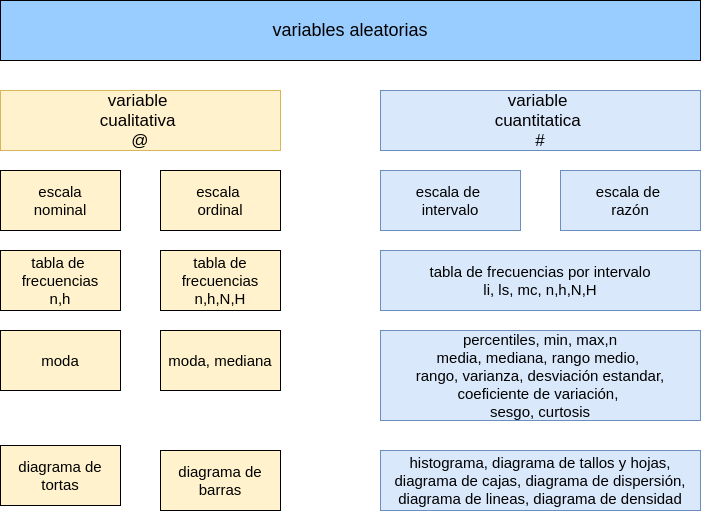 variables aleatorias
variable
cualitativa
@
variable
cuantitatica
#
escala
nominal
escala
ordinal
escala de
intervalo
escala de
razón
tabla de
frecuencias
n,h
tabla de
frecuencias
n,h,N,H
tabla de frecuencias por intervalo
li, ls, mc, n,h,N,H
moda
moda, mediana
percentiles, min, max,n
media, mediana, rango medio,
rango, varianza, desviación estandar,
coeficiente de variación,
sesgo, curtosis
diagrama de
tortas
diagrama de
barras
histograma, diagrama de tallos y hojas,
diagrama de cajas, diagrama de dispersión,
diagrama de lineas, diagrama de densidad